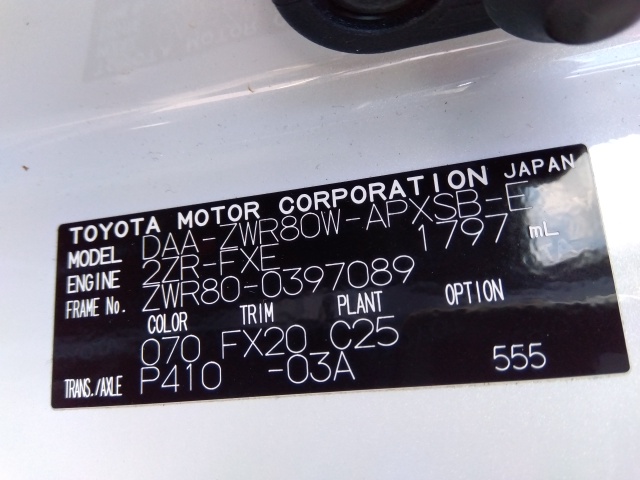 TOYOTA MOTOR CORPORATION JAPAN
MODEL DAA-ZWR80W-APXSB-E
ENGINE 2ZR-FXE 1797 mL
FRAME No. ZWR80-0397089
COLOR TRIM PLANT OPTION
070 FX20 C25
TRANS./AXLE P410 -03A 555